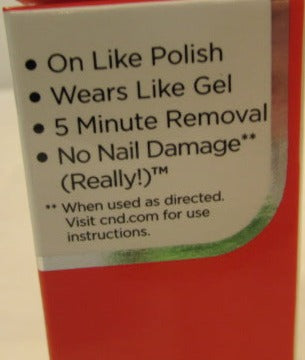 • On Like Polish
• Wears Like Gel
• 5 Minute Removal
• No Nail Damage**
(Really!)™
** When used as directed.
Visit cnd.com for use
instructions.